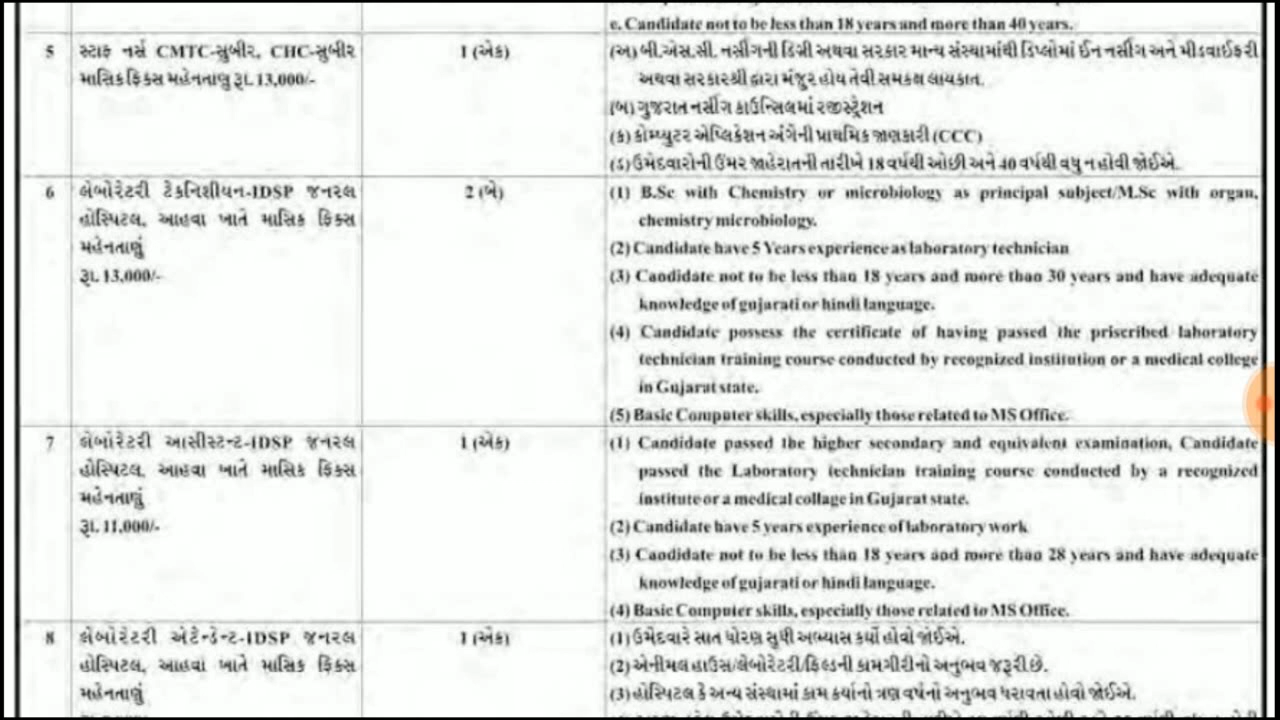 e. Candidate not to be less than 18 years and more than 40 years.
5
સ્ટાફ નર્સ CMTC-સુબીર, CHC-સુબીર
માસિક ફિક્સ મહેનતાણુ રૂા. 13,000/-
1 (એક)
(અ) બી.એસ.સી. નર્સીંગની ડિગ્રી અથવા સરકાર માન્ય સંસ્થામાંથી ડિપ્લોમાં ઈન નર્સીંગ અને મીડવાઈફરી
અથવા સરકારશ્રી દ્વારા મંજુર હોય તેવી સમકક્ષ લાયકાત.
(બ) ગુજરાત નર્સીંગ કાઉન્સિલમાં રજીસ્ટ્રેશન
(ક) કોમ્પ્યુટર એપ્લિકેશન અંગેની પ્રાથમિક જાણકારી (CCC)
(ડ) ઉમેદવારોની ઉંમર જાહેરાતની તારીખે 18 વર્ષથી ઓછી અને 40 વર્ષથી વધુ ન હોવી જોઈએ.
6
લેબોરેટરી ટેકનિશીયન-IDSP જનરલ
હોસ્પિટલ, આહવા ખાતે માસિક ફિક્સ
મહેનતાણું
રૂા. 13,000/-
2 (બે)
(1) B.Sc with Chemistry or microbiology as principal subject/M.Sc with organ,
chemistry microbiology.
(2) Candidate have 5 Years experience as laboratory technician
(3) Candidate not to be less than 18 years and more than 30 years and have adequate
knowledge of gujarati or hindi language.
(4) Candidate possess the certificate of having passed the priscribed laboratory
technician training course conducted by recognized institution or a medical college
in Gujarat state.
(5) Basic Computer skills, especially those related to MS Office.
7
લેબોરેટરી આસીસ્ટન્ટ-IDSP જનરલ
હોસ્પિટલ, આહવા ખાતે માસિક ફિક્સ
મહેનતાણું
રૂા. 11,000/-
1 (એક)
(1) Candidate passed the higher secondary and equivalent examination, Candidate
passed the Laboratory technician training course conducted by a recognized
institute or a medical collage in Gujarat state.
(2) Candidate have 5 years experience of laboratory work
(3) Candidate not to be less than 18 years and more than 28 years and have adequate
knowledge of gujarati or hindi language.
(4) Basic Computer skills, especially those related to MS Office.
8
લેબોરેટરી એટેન્ડેન્ટ-IDSP જનરલ
હોસ્પિટલ, આહવા ખાતે માસિક ફિક્સ
મહેનતાણું
1 (એક)
(1) ઉમેદવારે સાત ધોરણ સુધી અભ્યાસ કર્યો હોવો જોઈએ.
(2) એનીમલ હાઉસ/લેબોરેટરી/ફિલ્ડની કામગીરીનો અનુભવ જરૂરી છે.
(3) હોસ્પિટલ કે અન્ય સંસ્થામાં કામ કર્યાનો ત્રણ વર્ષનો અનુભવ ધરાવતા હોવો જોઈએ.